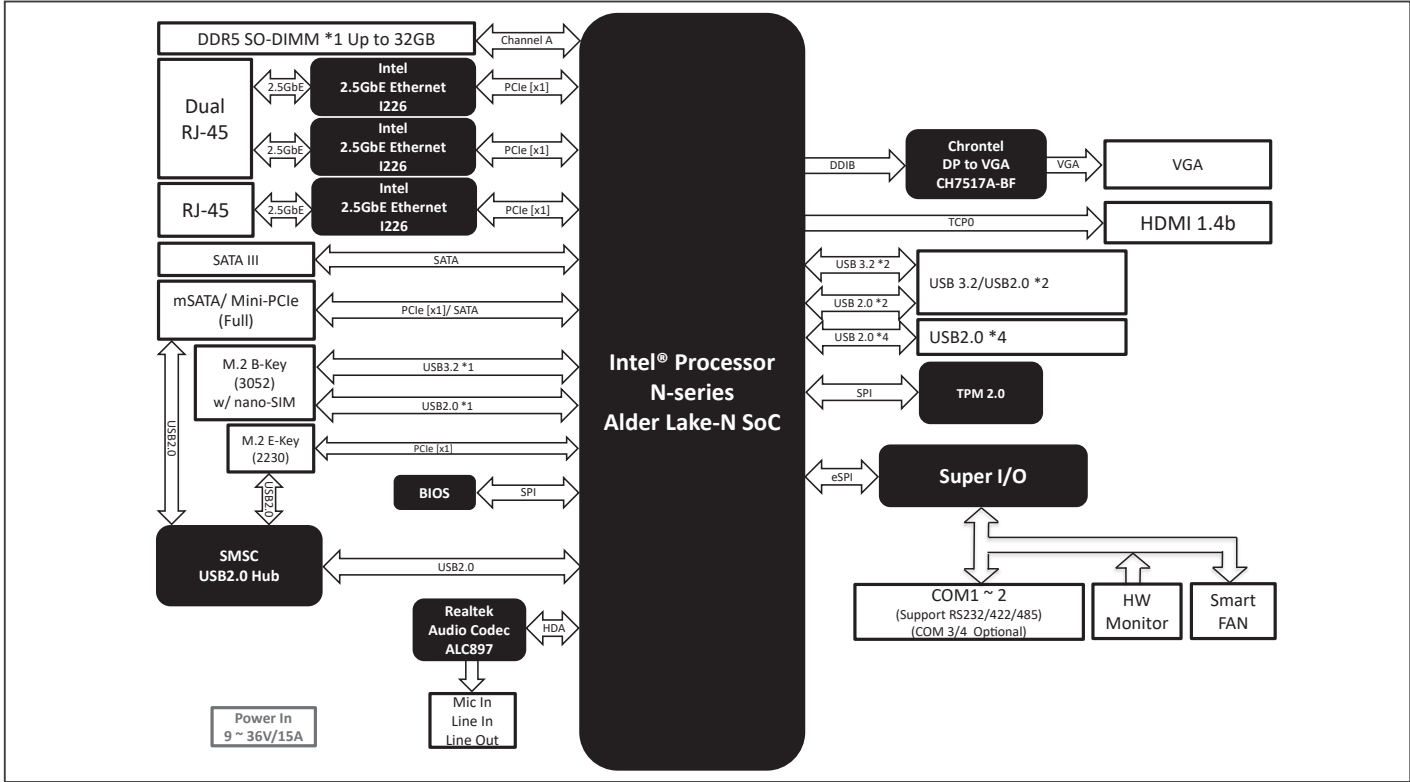 DDR5 SO-DIMM *1 Up to 32GB
Channel A
Dual
RJ-45
2.5GbE
Intel
2.5GbE Ethernet
I226
PCIe [x1]
2.5GbE
Intel
2.5GbE Ethernet
I226
PCIe [x1]
RJ-45
2.5GbE
Intel
2.5GbE Ethernet
I226
PCIe [x1]
SATA III
SATA
mSATA/ Mini-PCIe
(Full)
PCIe [x1]/ SATA
M.2 B-Key
(3052)
w/ nano-SIM
USB3.2 *1
USB2.0 *1
USB2.0
M.2 E-Key
(2230)
PCIe [x1]
USB2.0
BIOS
SPI
SMSC
USB2.0 Hub
USB2.0
Realtek
Audio Codec
ALC897
HDA
Mic In
Line In
Line Out
Power In
9 ~ 36V/15A
Intel® Processor
N-series
Alder Lake-N SoC
DDIB
Chrontel
DP to VGA
CH7517A-BF
VGA
VGA
TCP0
HDMI 1.4b
USB 3.2 *2
USB 2.0 *2
USB 3.2/USB2.0 *2
USB 2.0 *4
USB2.0 *4
SPI
TPM 2.0
eSPI
Super I/O
COM1 ~ 2
(Support RS232/422/485)
(COM 3/4 Optional)
HW
Monitor
Smart
FAN